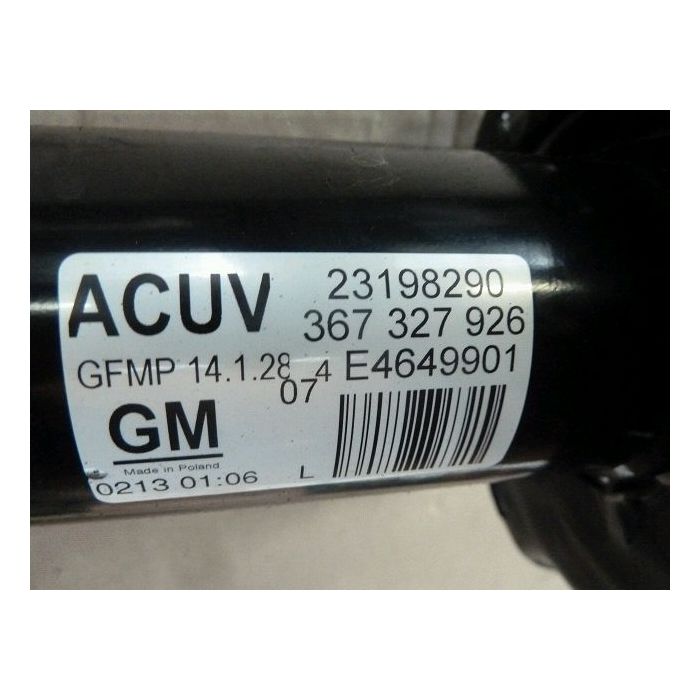 ACUV 23198290
367 327 926
GFMP 14.1.28 07 4 E4649901
GM
Made in Poland
0213 01:06 L